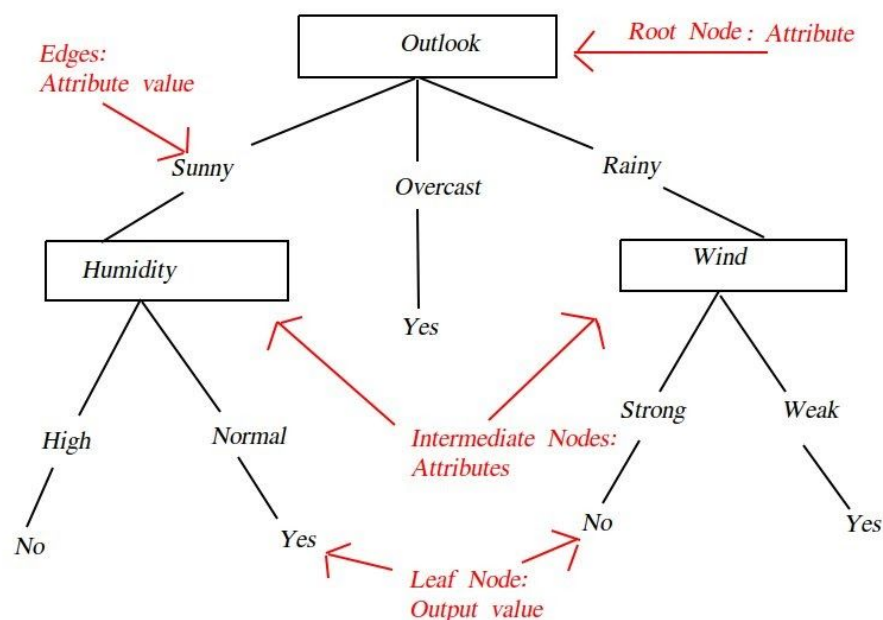 Outlook
Root Node: Attribute
Edges:
Attribute value
Sunny
Overcast
Rainy
Humidity
Wind
Yes
High
Normal
Intermediate Nodes:
Attributes
Strong
Weak
No
Yes
Leaf Node:
Output value
No
Yes